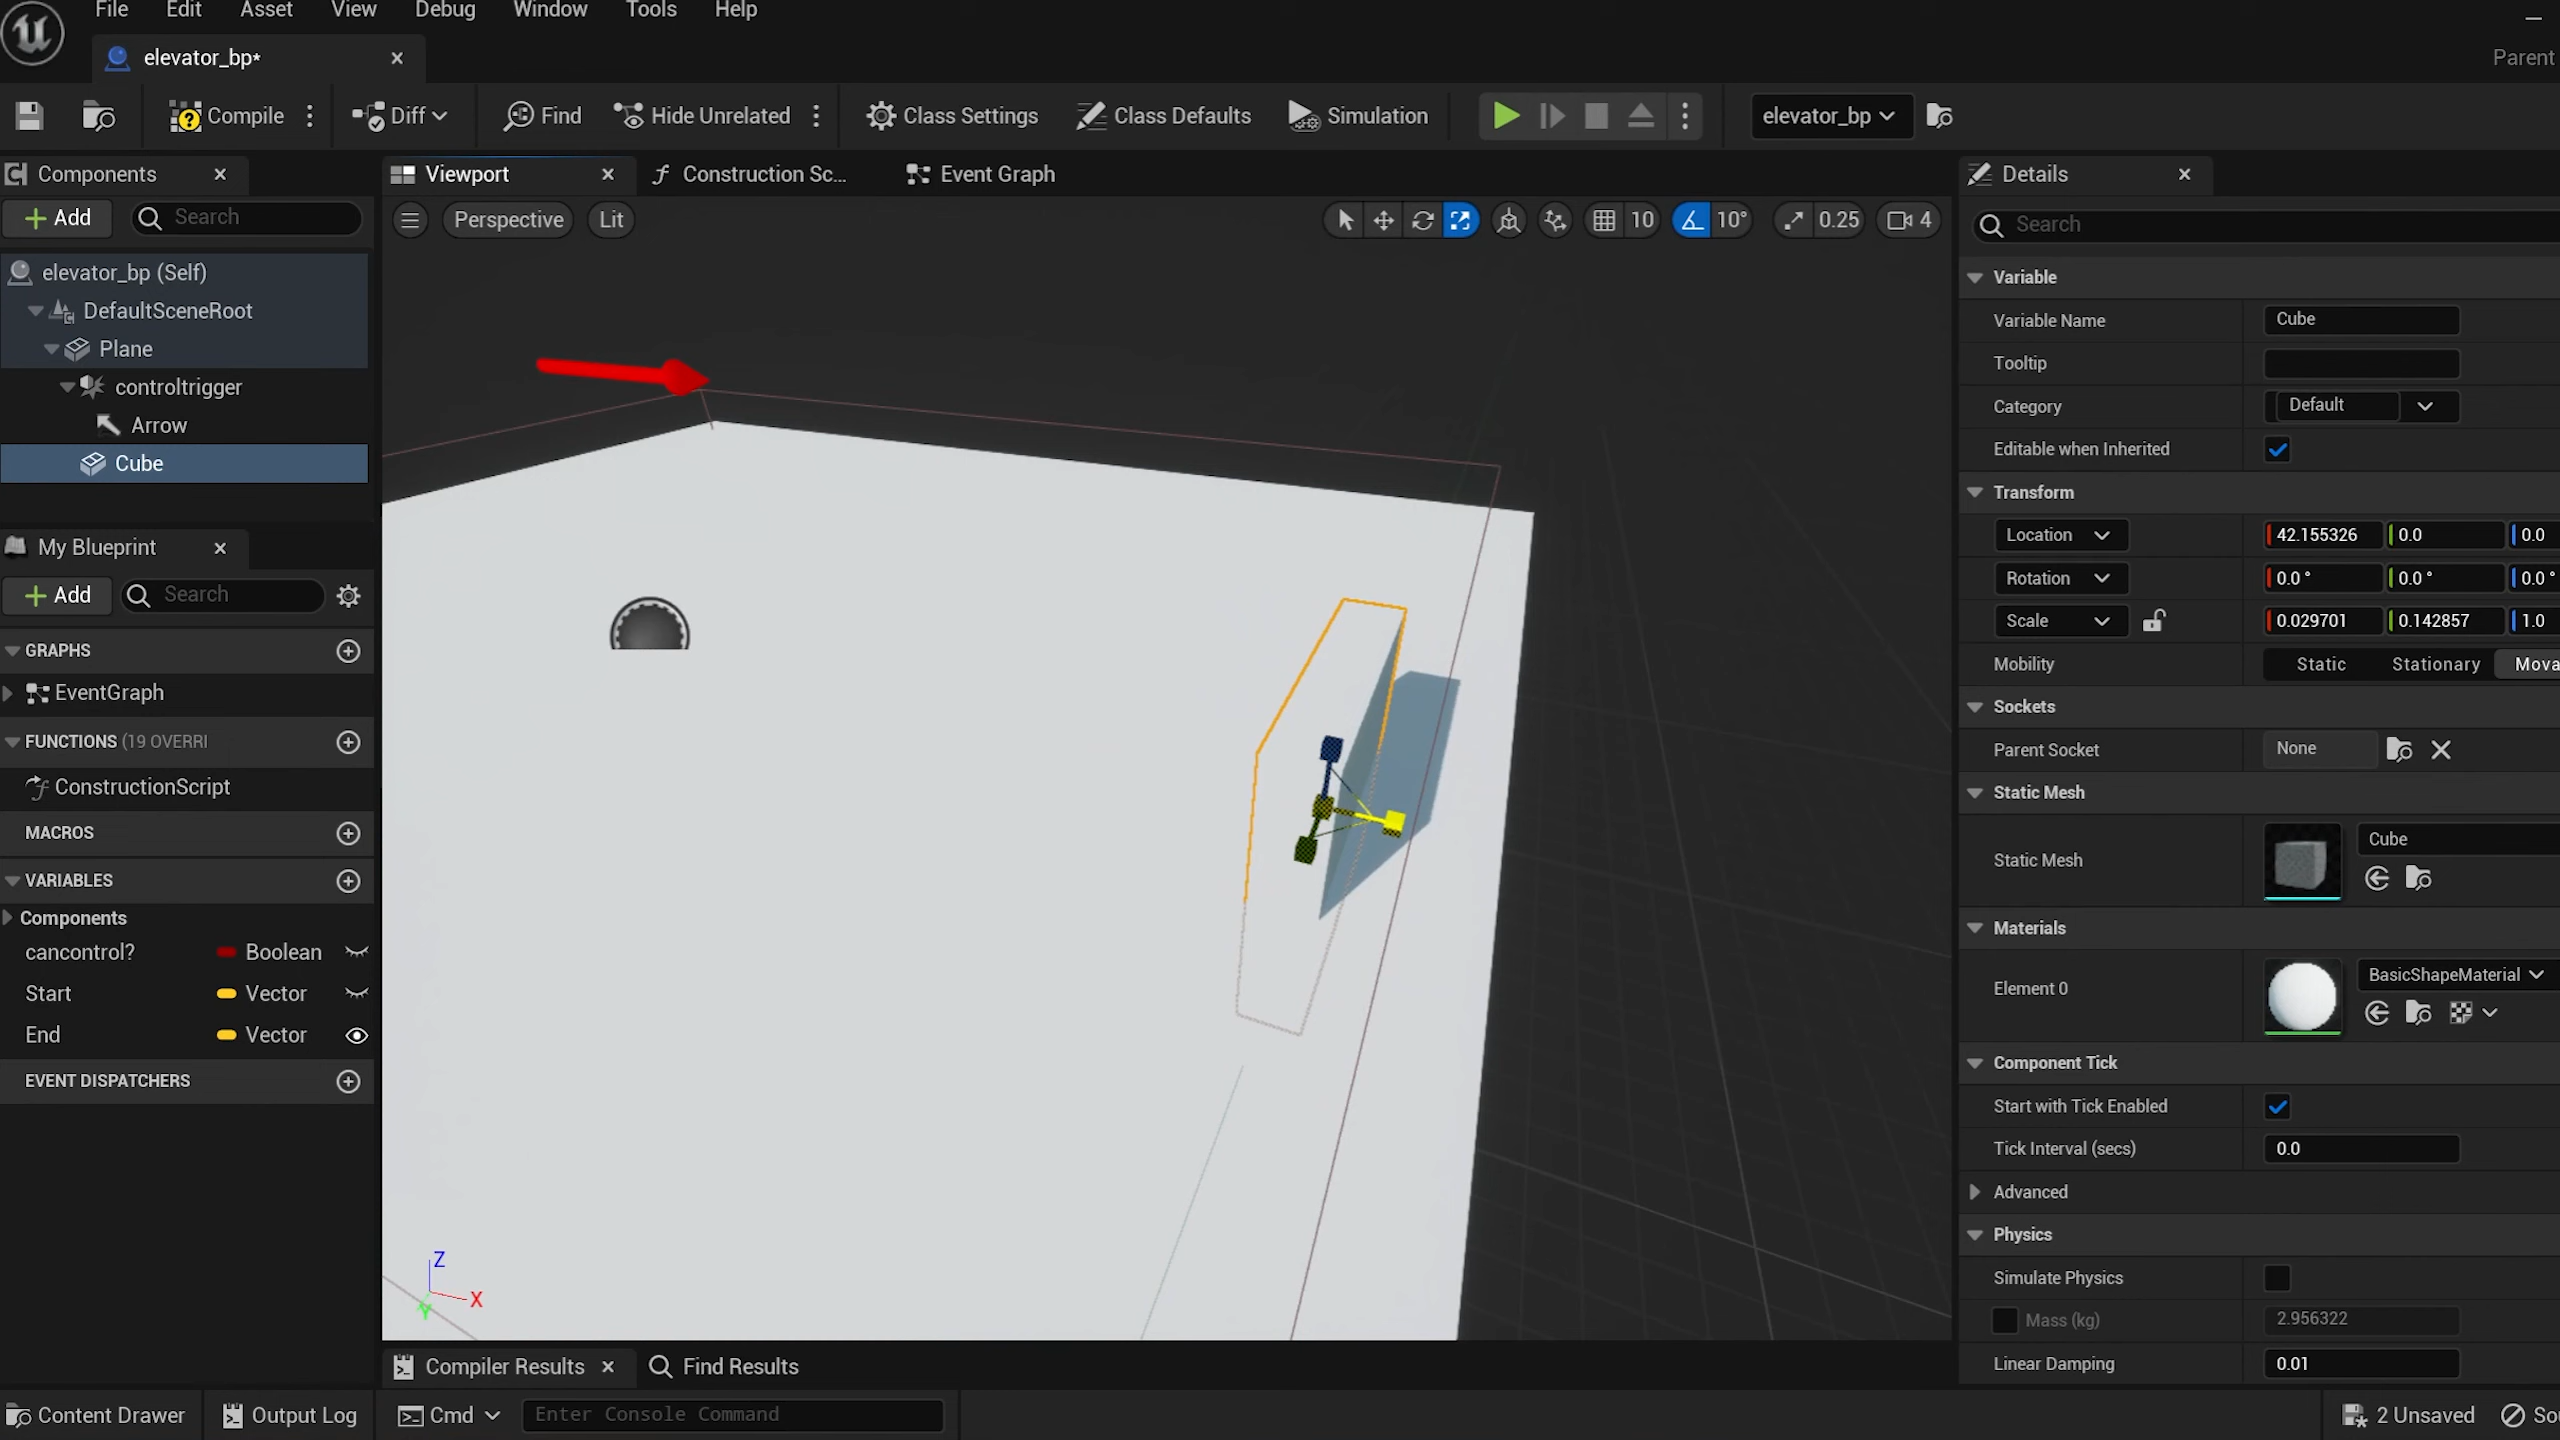 File Edit Asset View Debug Window Tools Help
elevator_bp*
Parent
Compile Diff Find Hide Unrelated Class Settings Class Defaults Simulation elevator_bp
Components
Add Search
elevator_bp (Self)
DefaultSceneRoot
Plane
controltrigger
Arrow
Cube
My Blueprint
Add Search
GRAPHS
EventGraph
FUNCTIONS (19 OVERRI
ConstructionScript
MACROS
VARIABLES
Components
cancontrol? Boolean
Start Vector
End Vector
EVENT DISPATCHERS
Viewport Construction Sc... Event Graph
Perspective Lit 10 10° 0.25 4
Z
X
Y
Compiler Results Find Results
Details
Search
Variable
Variable Name Cube
Tooltip
Category Default
Editable when Inherited
Transform
Location 42.155326 0.0 0.0
Rotation 0.0 ° 0.0 ° 0.0 °
Scale 0.029701 0.142857 1.0
Mobility Static Stationary Mova
Sockets
Parent Socket None
Static Mesh
Static Mesh Cube
Materials
Element 0 BasicShapeMaterial
Component Tick
Start with Tick Enabled
Tick Interval (secs) 0.0
Advanced
Physics
Simulate Physics
Mass (kg) 2.956322
Linear Damping 0.01
Content Drawer Output Log Cmd Enter Console Command 2 Unsaved So